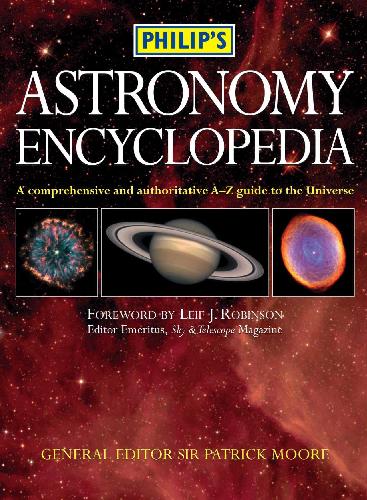 PHILIP'S
ASTRONOMY
ENCYCLOPEDIA
A comprehensive and authoritative A–Z guide to the Universe
FOREWORD BY LEIF J. ROBINSON
Editor Emeritus, Sky & Telescope Magazine
GENERAL EDITOR SIR PATRICK MOORE